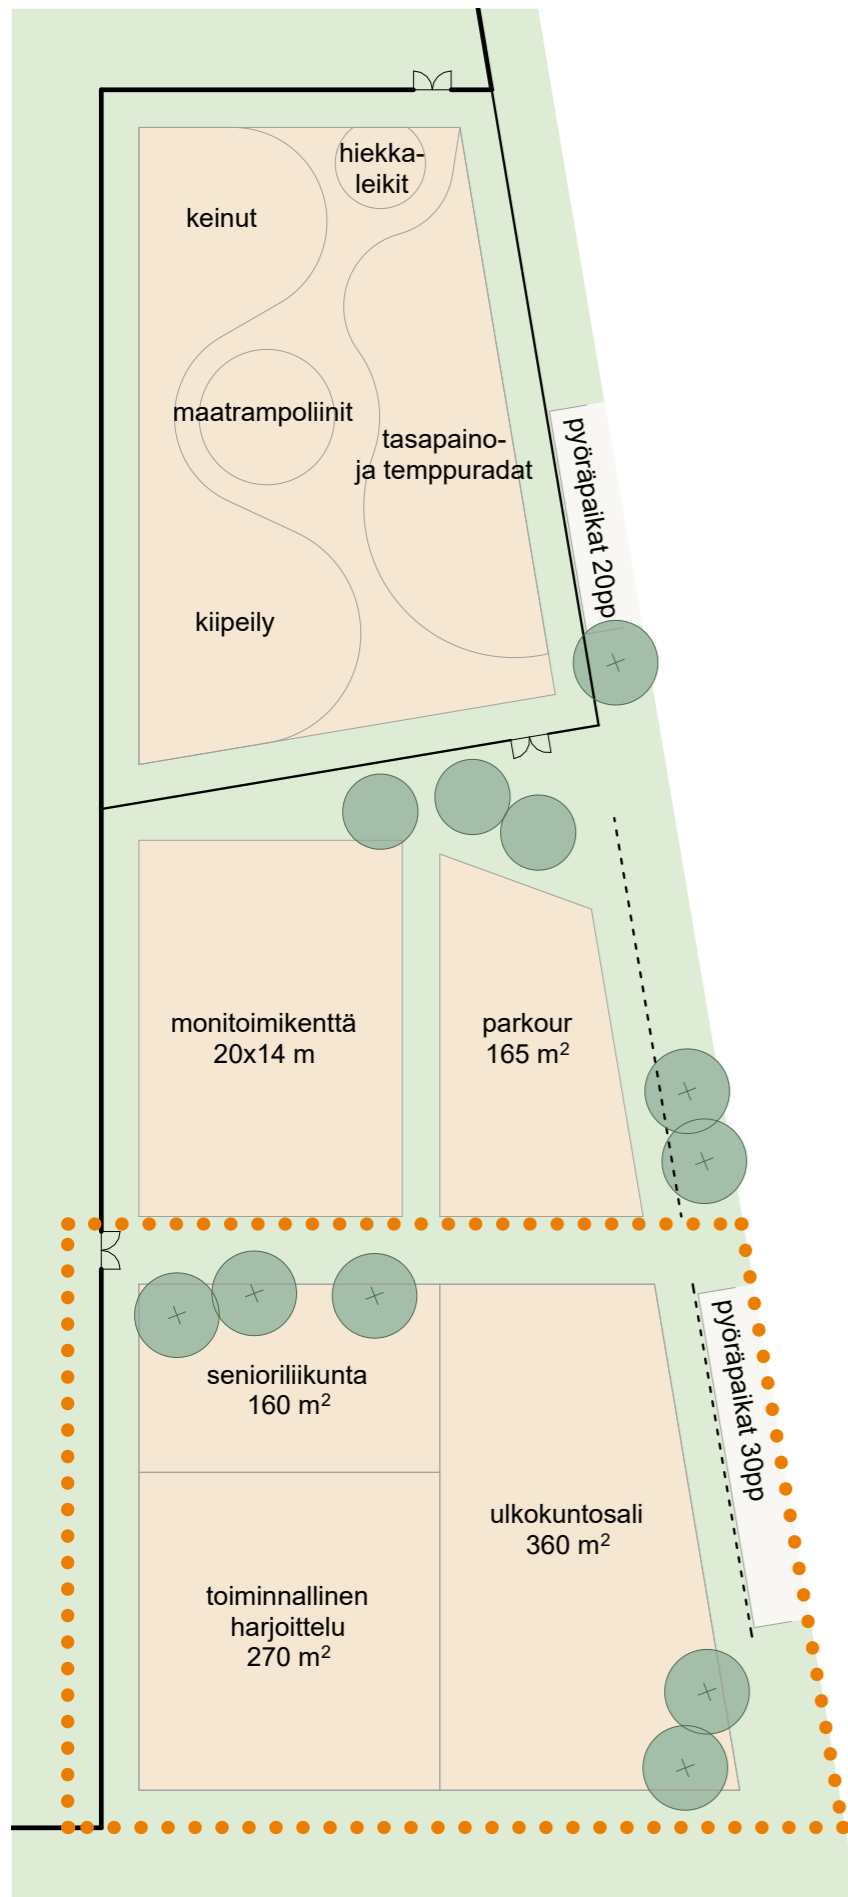 hiekka-
leikit
keinut
maatrampoliinit
tasapaino-
ja temppuradat
pyöräpaikat 20pp
kiipeily
monitoimikenttä
20x14 m
parkour
165 m²
senioriliikunta
160 m²
pyöräpaikat 30pp
ulkokuntosali
360 m²
toiminnallinen
harjoittelu
270 m²